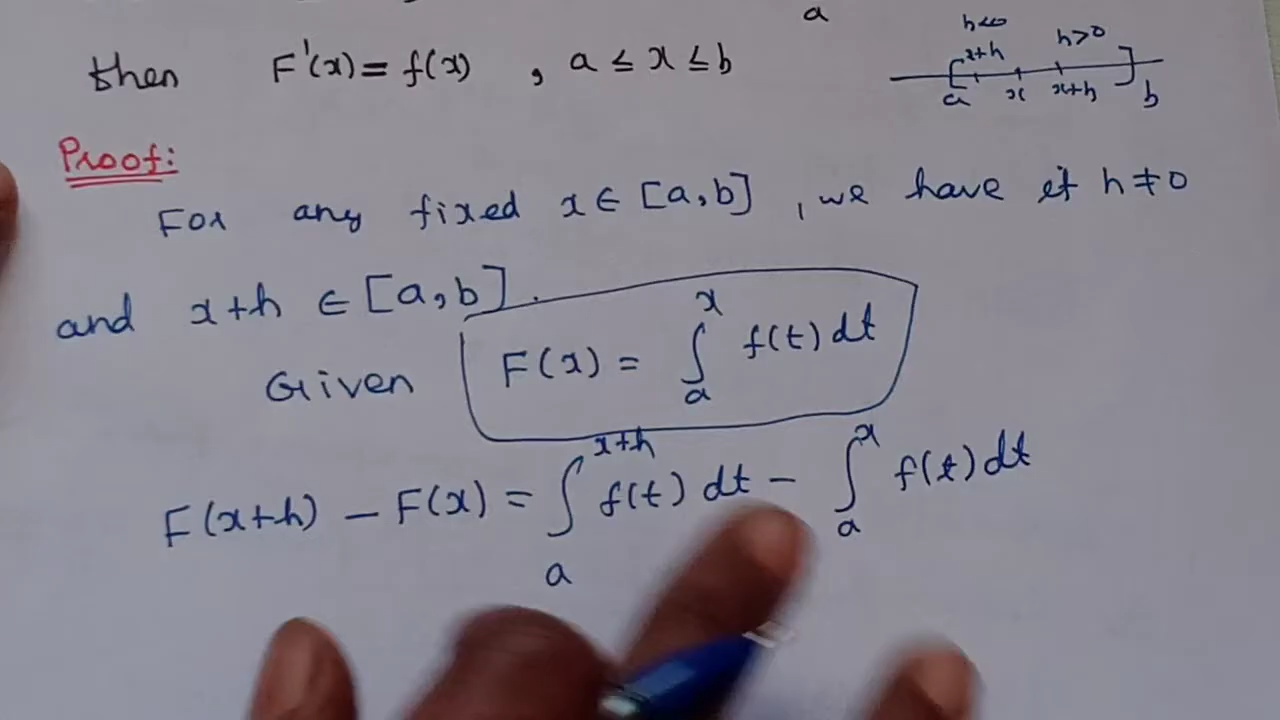 a
then F'(x) = f(x) , a ≤ x ≤ b
h<0 h>0
x+h
a x x+h b
Proof:
For any fixed x ∈ [a,b] , we have if h ≠ 0
and x+h ∈ [a,b].
Given F(x) = ∫_a^x f(t) dt
F(x+h) – F(x) = ∫_a^{x+h} f(t) dt – ∫_a^x f(t) dt